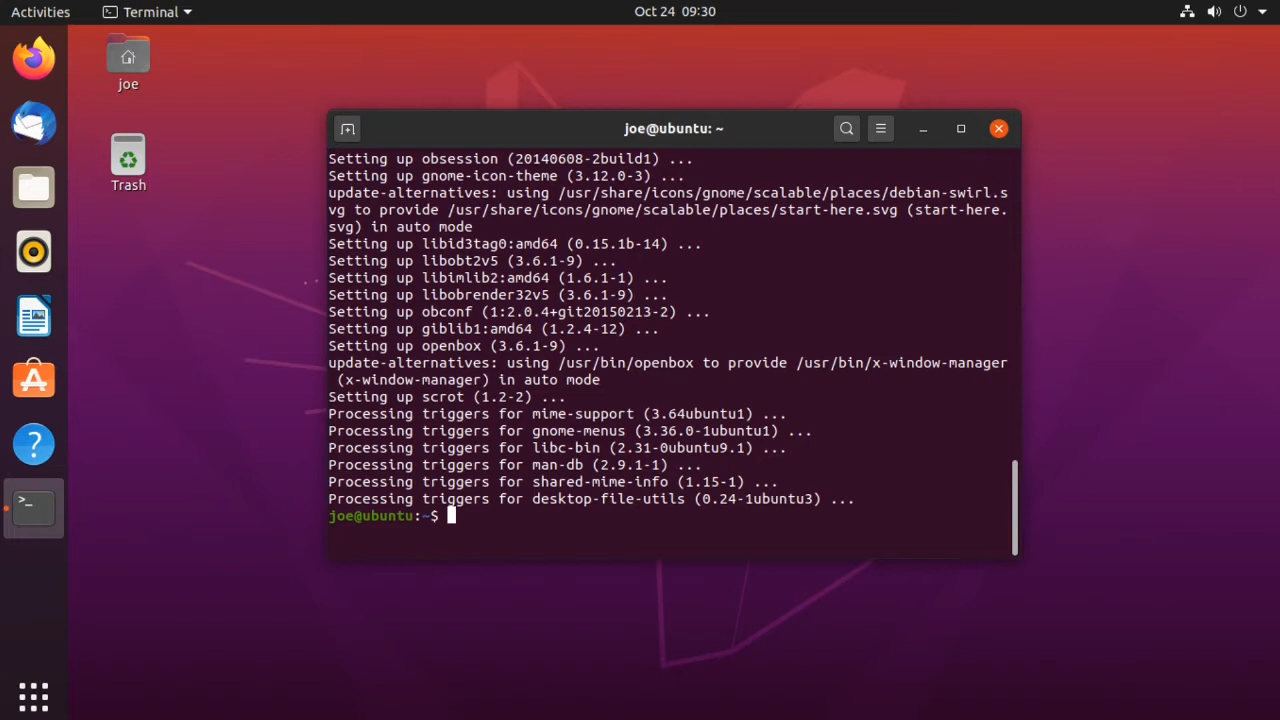 Activities
Terminal
Oct 24 09:30
joe
Trash
joe@ubuntu: ~
Setting up obsession (20140608-2build1) ...
Setting up gnome-icon-theme (3.12.0-3) ...
update-alternatives: using /usr/share/icons/gnome/scalable/places/debian-swirl.s
vg to provide /usr/share/icons/gnome/scalable/places/start-here.svg (start-here.
svg) in auto mode
Setting up libid3tag0:amd64 (0.15.1b-14) ...
Setting up libobt2v5 (3.6.1-9) ...
Setting up libimlib2:amd64 (1.6.1-1) ...
Setting up libobrender32v5 (3.6.1-9) ...
Setting up obconf (1:2.0.4+git20150213-2) ...
Setting up giblib1:amd64 (1.2.4-12) ...
Setting up openbox (3.6.1-9) ...
update-alternatives: using /usr/bin/openbox to provide /usr/bin/x-window-manager
(x-window-manager) in auto mode
Setting up scrot (1.2-2) ...
Processing triggers for mime-support (3.64ubuntu1) ...
Processing triggers for gnome-menus (3.36.0-1ubuntu1) ...
Processing triggers for libc-bin (2.31-0ubuntu9.1) ...
Processing triggers for man-db (2.9.1-1) ...
Processing triggers for shared-mime-info (1.15-1) ...
Processing triggers for desktop-file-utils (0.24-1ubuntu3) ...
joe@ubuntu:~$